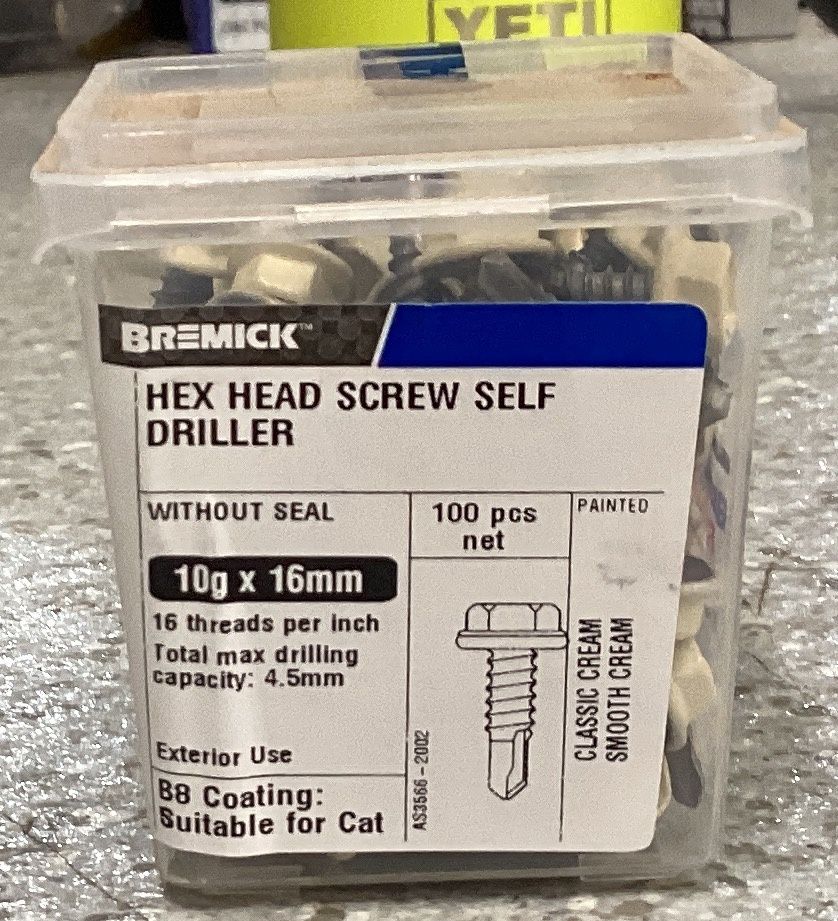 YETI
BREMICK™
HEX HEAD SCREW SELF
DRILLER
WITHOUT SEAL
10g x 16mm
16 threads per inch
Total max drilling
capacity: 4.5mm
Exterior Use
B8 Coating:
Suitable for Cat
100 pcs
net
AS3566-2002
PAINTED
CLASSIC CREAM
SMOOTH CREAM